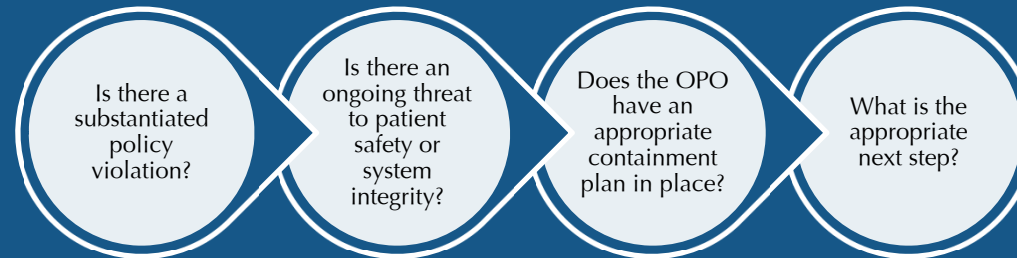 Is there a
substantiated
policy
violation?
Is there an
ongoing threat
to patient
safety or
system
integrity?
Does the OPO
have an
appropriate
containment
plan in place?
What is the
appropriate
next step?